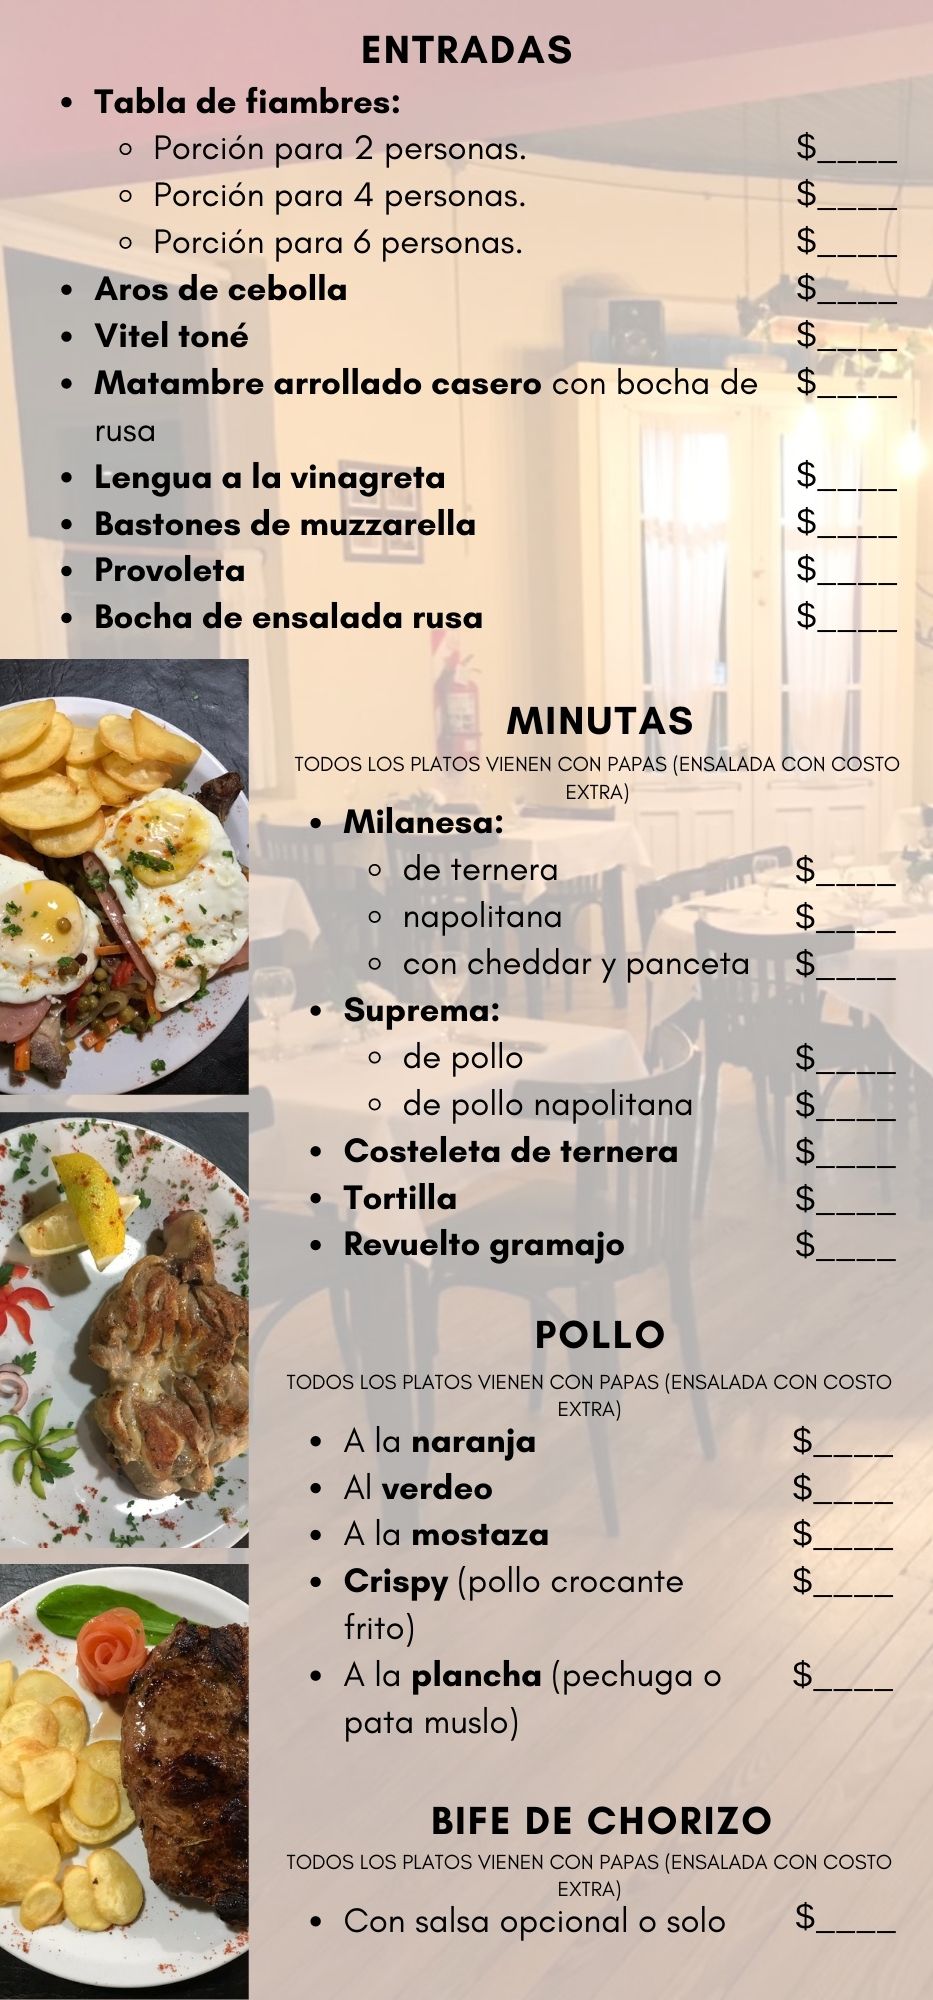 ENTRADAS
• Tabla de fiambres:
◦ Porción para 2 personas. $____
◦ Porción para 4 personas. $____
◦ Porción para 6 personas. $____
• Aros de cebolla $____
• Vitel toné $____
• Matambre arrollado casero con bocha de $____
rusa
• Lengua a la vinagreta $____
• Bastones de muzzarella $____
• Provoleta $____
• Bocha de ensalada rusa $____
MINUTAS
TODOS LOS PLATOS VIENEN CON PAPAS (ENSALADA CON COSTO
EXTRA)
• Milanesa:
◦ de ternera $____
◦ napolitana $____
◦ con cheddar y panceta $____
• Suprema:
◦ de pollo $____
◦ de pollo napolitana $____
• Costeleta de ternera $____
• Tortilla $____
• Revuelto gramajo $____
POLLO
TODOS LOS PLATOS VIENEN CON PAPAS (ENSALADA CON COSTO
EXTRA)
• A la naranja $____
• Al verdeo $____
• A la mostaza $____
• Crispy (pollo crocante $____
frito)
• A la plancha (pechuga o $____
pata muslo)
BIFE DE CHORIZO
TODOS LOS PLATOS VIENEN CON PAPAS (ENSALADA CON COSTO
EXTRA)
• Con salsa opcional o solo $____